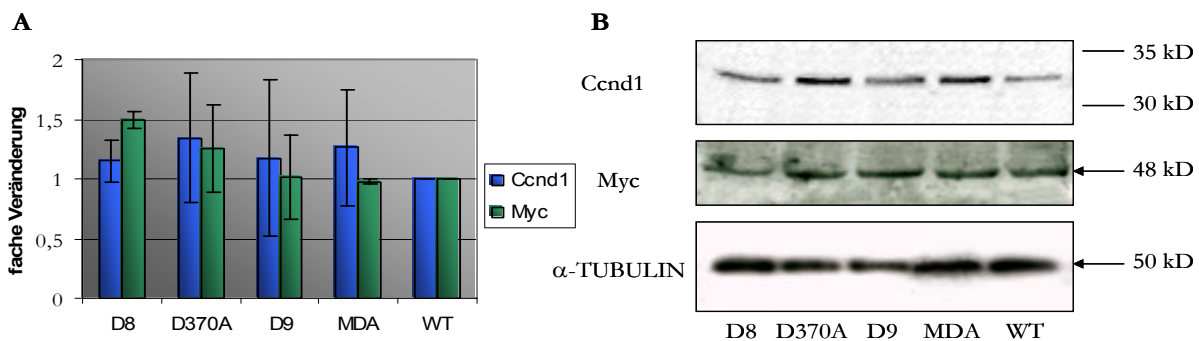 A
fache Veränderung
2
1,5
1
0,5
0
D8 D370A D9 MDA WT
Ccnd1
Myc
B
Ccnd1
35 kD
30 kD
Myc
48 kD
α-TUBULIN
50 kD
D8 D370A D9 MDA WT